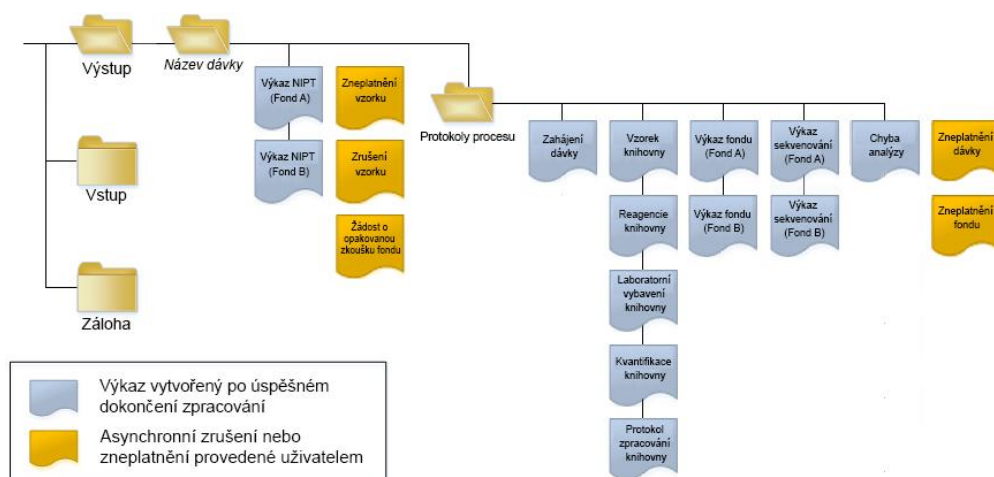 Výstup
Název dávky
Výkaz NIPT
(Fond A)
Zneplatnění
vzorku
Výkaz NIPT
(Fond B)
Zrušení
vzorku
Žádost o
opakovanou
zkoušku fondu
Protokoly procesu
Zahájení
dávky
Vzorek
knihovny
Výkaz fondu
(Fond A)
Výkaz
sekvenování
(Fond A)
Chyba
analýzy
Zneplatnění
dávky
Reagencie
knihovny
Výkaz fondu
(Fond B)
Výkaz
sekvenování
(Fond B)
Zneplatnění
fondu
Laboratorní
vybavení
knihovny
Kvantifikace
knihovny
Protokol
zpracování
knihovny
Vstup
Záloha
Výkaz vytvořený po úspěšném
dokončení zpracování
Asynchronní zrušení nebo
zneplatnění provedené uživatelem